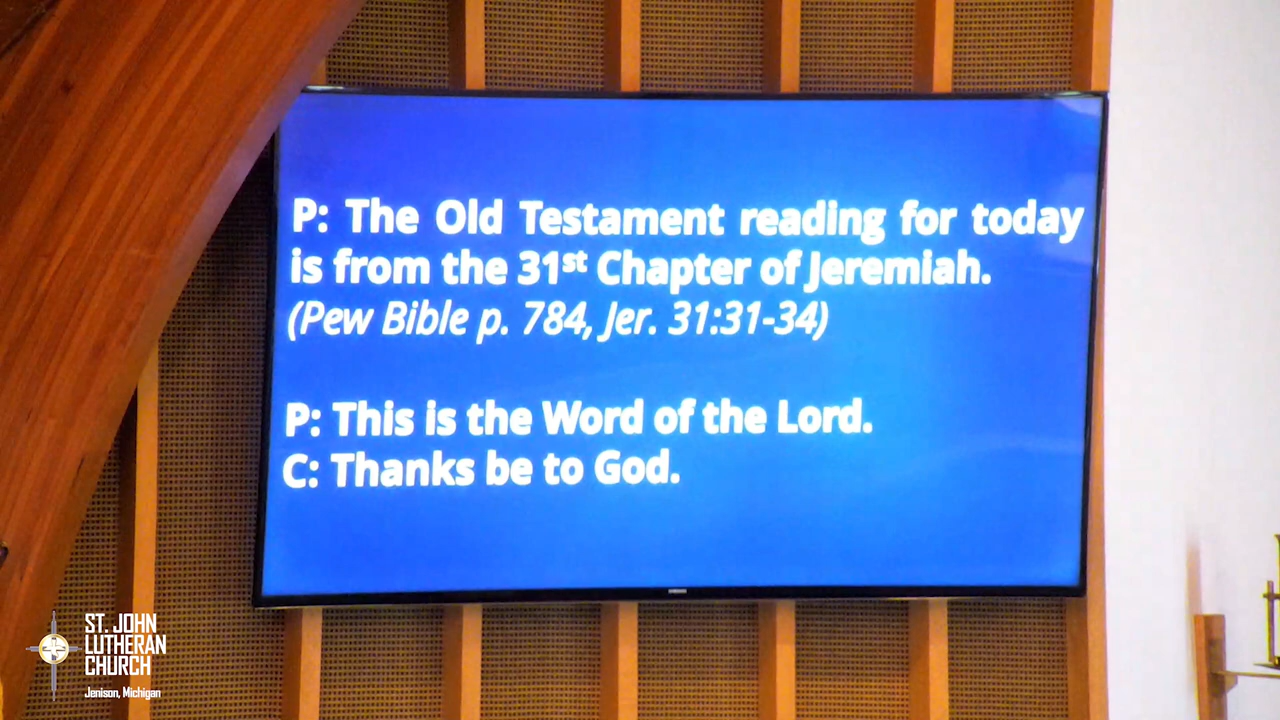 P: The Old Testament reading for today
is from the 31st Chapter of Jeremiah.
(Pew Bible p. 784, Jer. 31:31-34)
P: This is the Word of the Lord.
C: Thanks be to God.
ST. JOHN
LUTHERAN
CHURCH
Jenison, Michigan